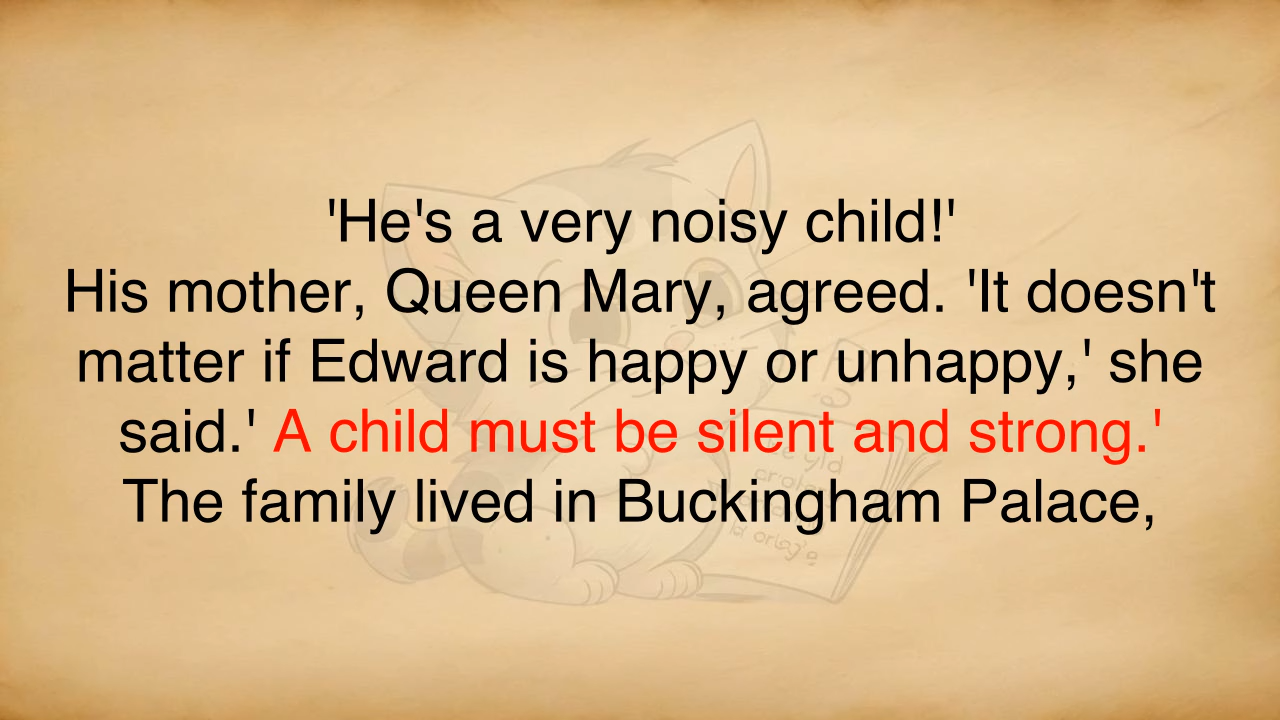 'He's a very noisy child!'
His mother, Queen Mary, agreed. 'It doesn't
matter if Edward is happy or unhappy,' she
said.' A child must be silent and strong.'
The family lived in Buckingham Palace,